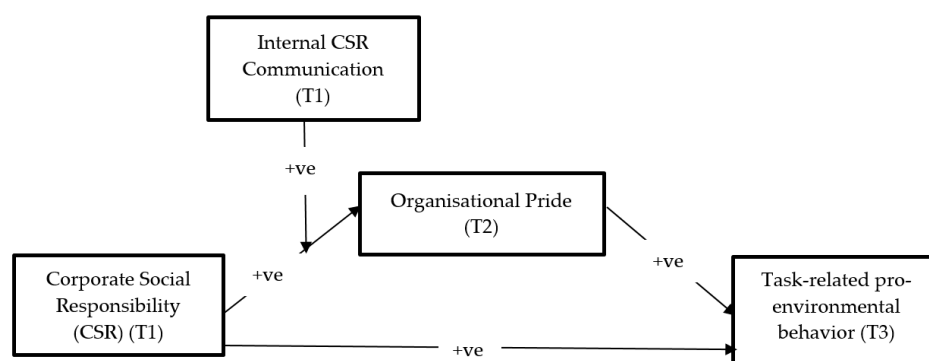 Internal CSR
Communication
(T1)
+ve
Organisational Pride
(T2)
+ve
+ve
Corporate Social
Responsibility
(CSR) (T1)
Task-related pro-
environmental
behavior (T3)
+ve